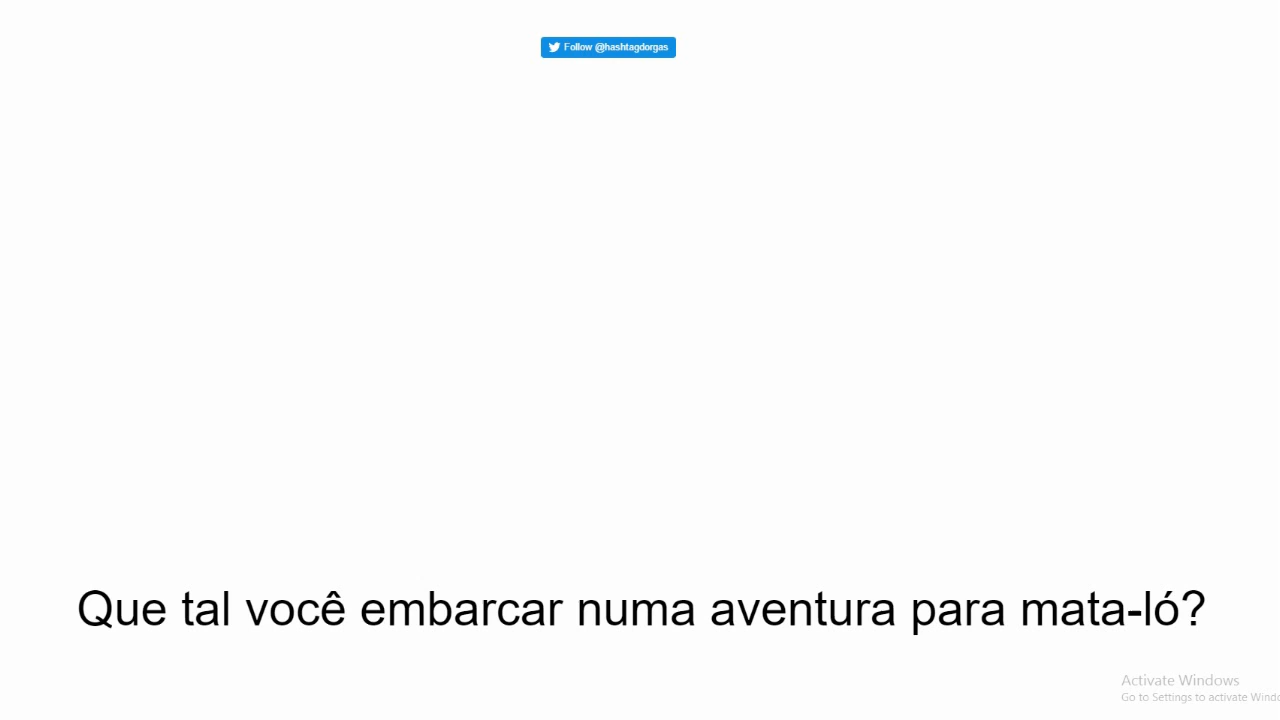 Follow @hashtagdorgas
Que tal você embarcar numa aventura para mata-ló?
Activate Windows
Go to Settings to activate Windo